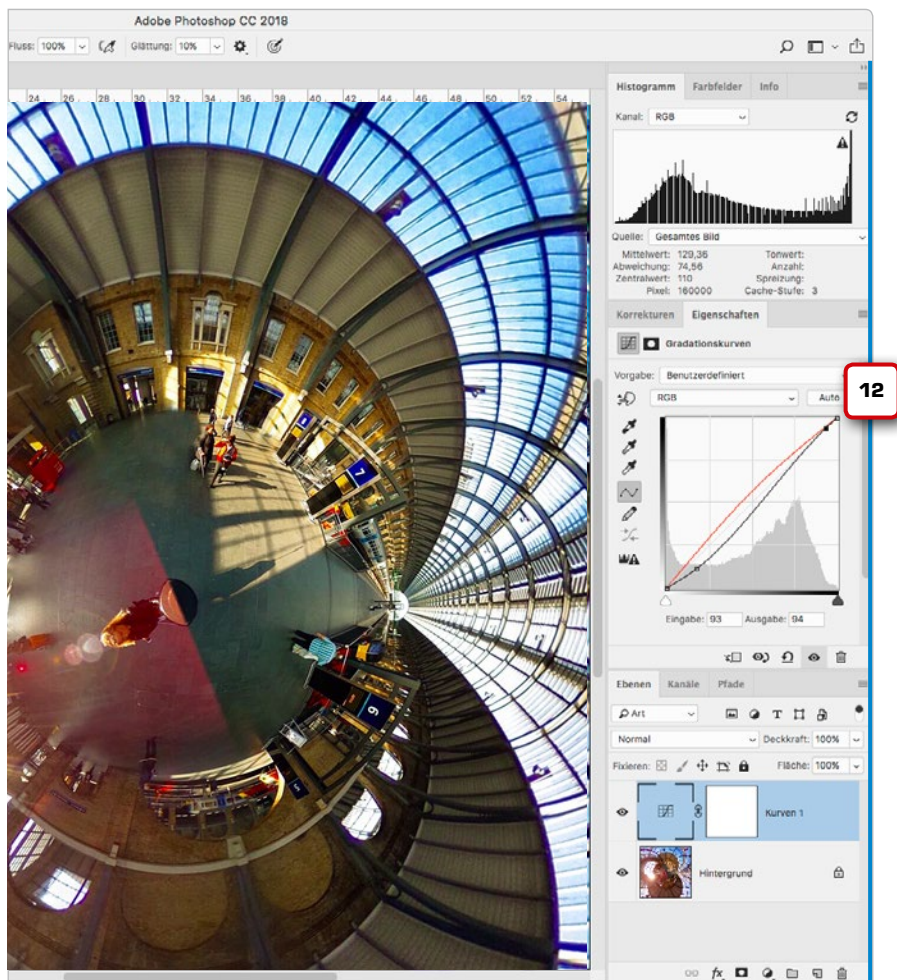 Adobe Photoshop CC 2018
Fluss: 100% Glättung: 10%
24 26 28 30 32 34 36 38 40 42 44 46 48 50 52 54
Histogramm Farbfelder Info
Kanal: RGB
Quelle: Gesamtes Bild
Mittelwert: 129,36 Tonwert:
Abweichung: 74,56 Anzahl:
Zentralwert: 110 Spreizung:
Pixel: 160000 Cache-Stufe: 3
Korrekturen Eigenschaften
Gradationskurven
Vorgabe: Benutzerdefiniert
12
RGB Auto
Eingabe: 93 Ausgabe: 94
Ebenen Kanäle Pfade
Art
Normal Deckkraft: 100%
Fixieren: Fläche: 100%
Kurven 1
Hintergrund
fx
8
7
9